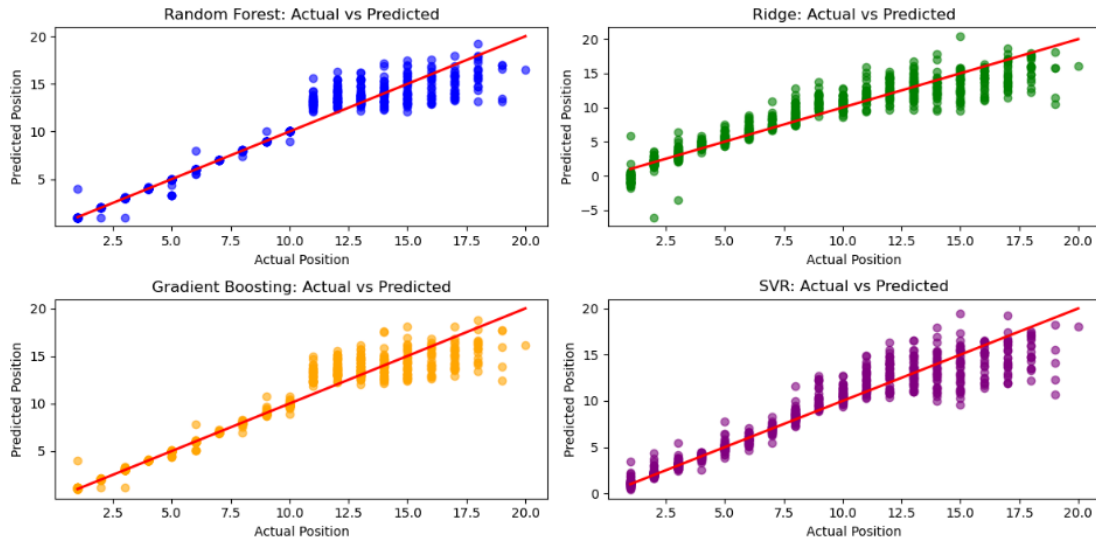 Random Forest: Actual vs Predicted
20
15
10
5
Predicted Position
2.5 5.0 7.5 10.0 12.5 15.0 17.5 20.0
Actual Position
Ridge: Actual vs Predicted
20
15
10
5
0
−5
Predicted Position
2.5 5.0 7.5 10.0 12.5 15.0 17.5 20.0
Actual Position
Gradient Boosting: Actual vs Predicted
20
15
10
5
Predicted Position
2.5 5.0 7.5 10.0 12.5 15.0 17.5 20.0
Actual Position
SVR: Actual vs Predicted
20
15
10
5
0
Predicted Position
2.5 5.0 7.5 10.0 12.5 15.0 17.5 20.0
Actual Position